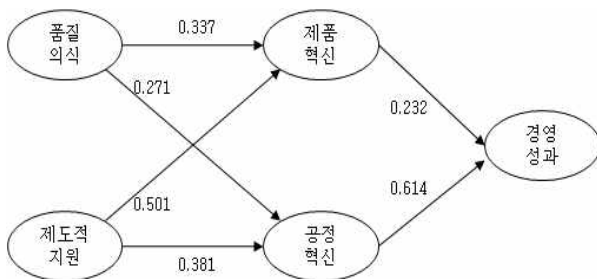 품질
의식
0.337
제품
혁신
0.271
0.232
경영
성과
0.501
0.614
제도적
지원
0.381
공정
혁신